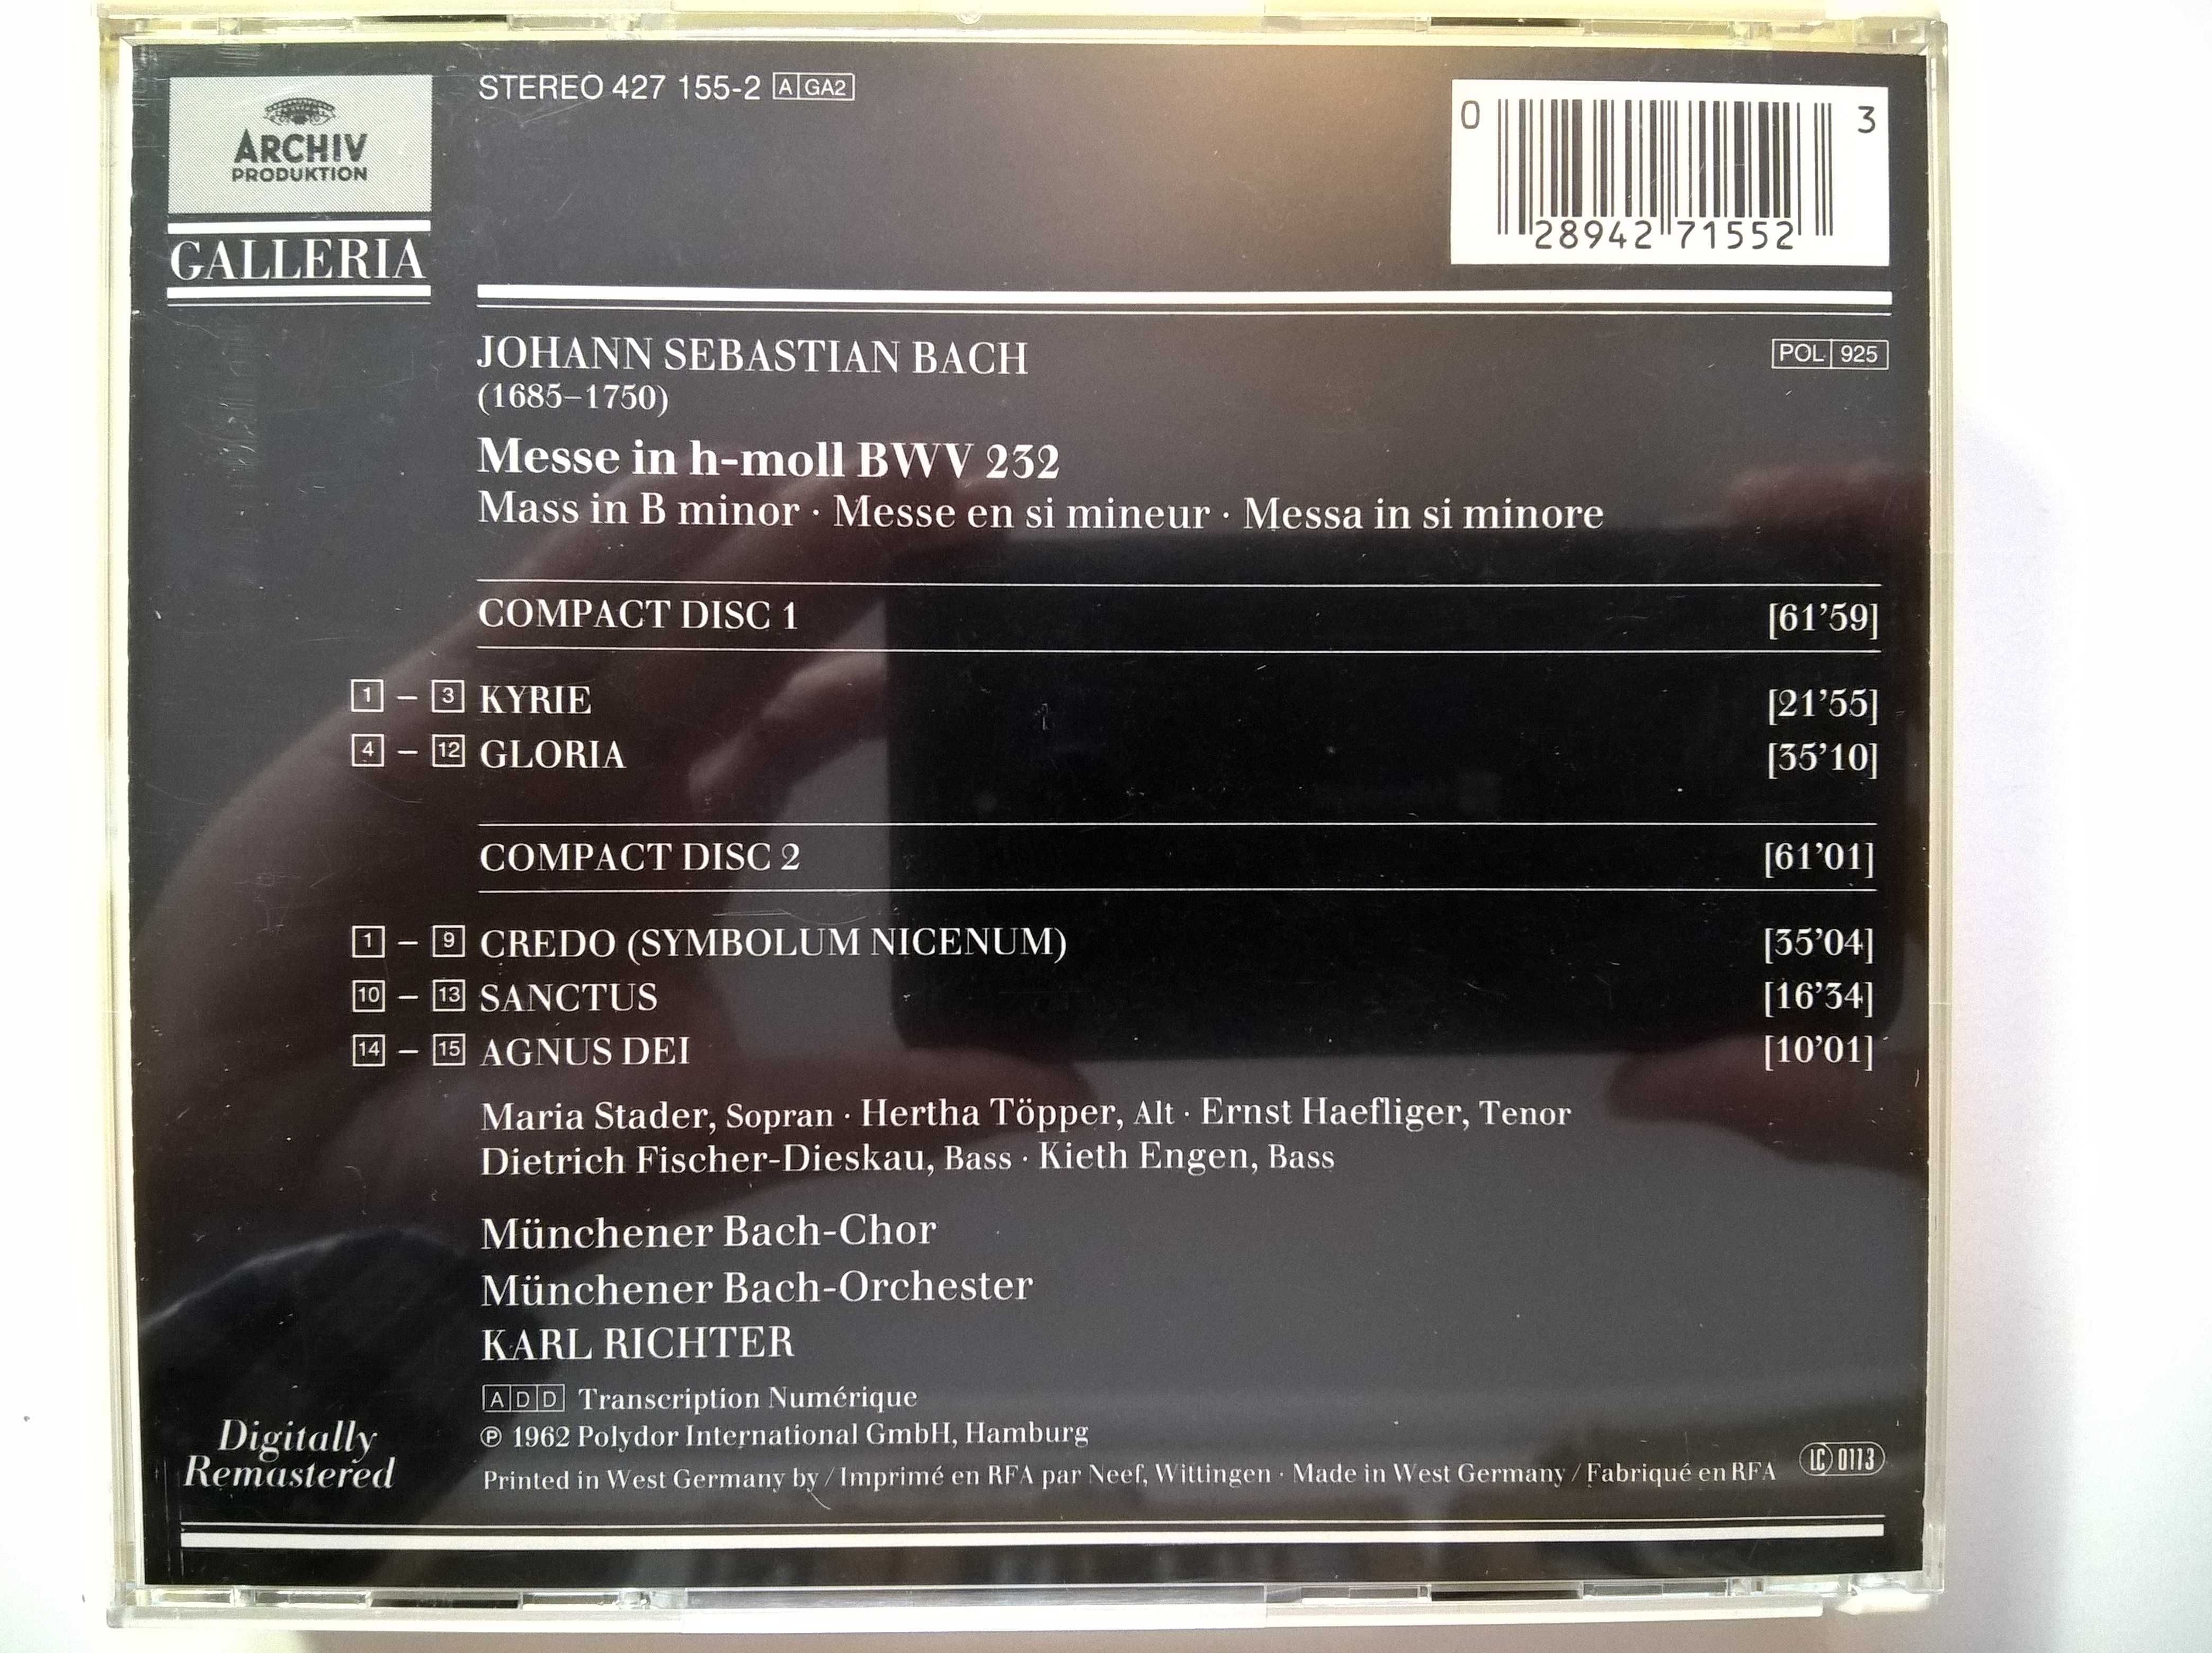 ARCHIV
PRODUKTION
GALLERIA
STEREO 427 155-2 A GA2
0 28942 71552 3
JOHANN SEBASTIAN BACH
(1685–1750)
POL 925
Messe in h-moll BWV 232
Mass in B minor · Messe en si mineur · Messa in si minore
COMPACT DISC 1 [61’59]
1 – 3 KYRIE [21’55]
4 – 12 GLORIA [35’10]
COMPACT DISC 2 [61’01]
1 – 9 CREDO (SYMBOLUM NICENUM) [35’04]
10 – 13 SANCTUS [16’34]
14 – 15 AGNUS DEI [10’01]
Maria Stader, Sopran · Hertha Töpper, Alt · Ernst Haefliger, Tenor
Dietrich Fischer-Dieskau, Bass · Kieth Engen, Bass
Münchener Bach-Chor
Münchener Bach-Orchester
KARL RICHTER
ADD Transcription Numérique
℗ 1962 Polydor International GmbH, Hamburg
Printed in West Germany by / Imprimé en RFA par Neef, Wittingen · Made in West Germany / Fabriqué en RFA
LC 0113
Digitally
Remastered